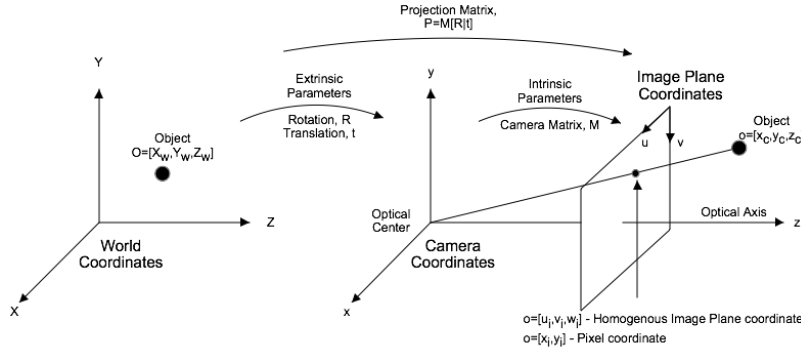 Projection Matrix,
P=M[R|t]
Y
Extrinsic
Parameters
Rotation, R
Translation, t
y
Intrinsic
Parameters
Camera Matrix, M
Image Plane
Coordinates
Object
O=[Xw,Yw,Zw]
Object
o=[xc,yc,zc
u
v
Z
Optical
Center
Optical Axis
z
World
Coordinates
Camera
Coordinates
X
x
o=[ui,vi,wi] - Homogenous Image Plane coordinate
o=[xi,yi] - Pixel coordinate